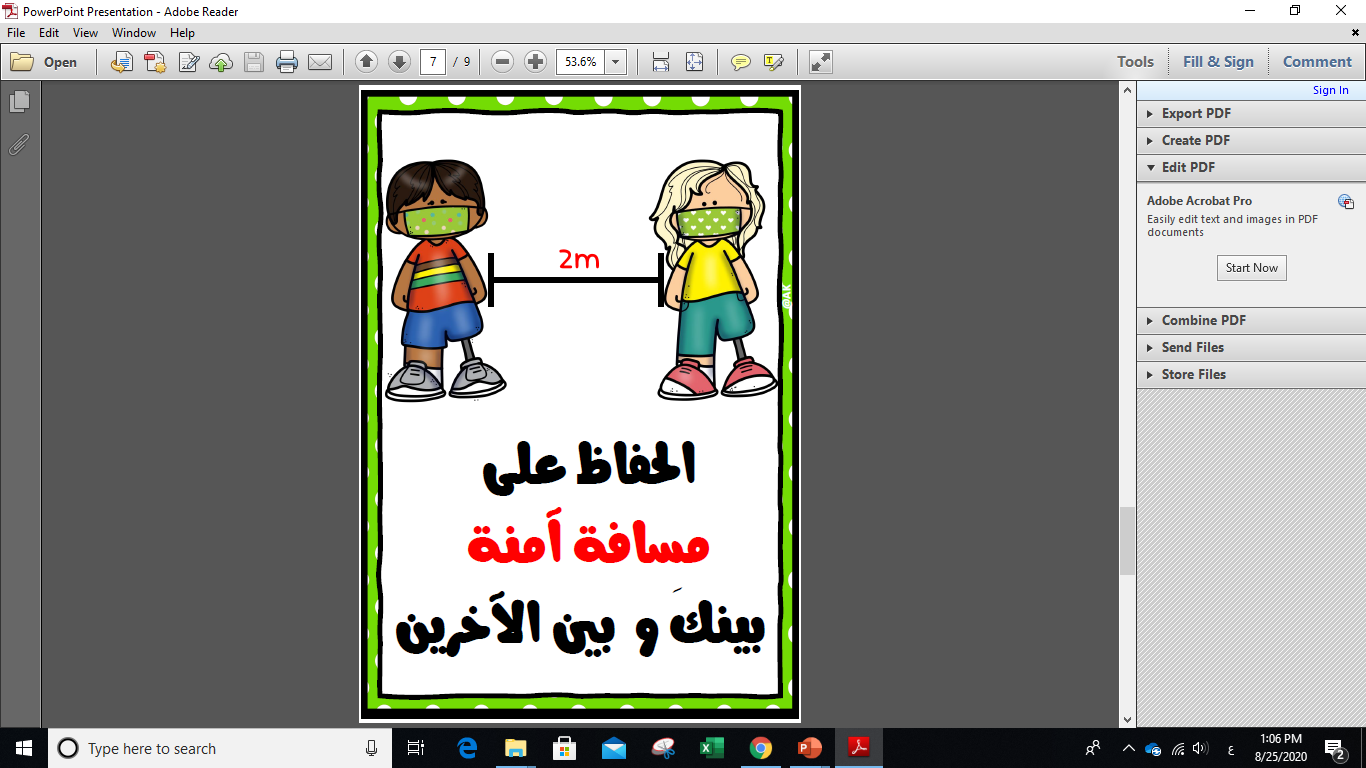 PowerPoint Presentation - Adobe Reader
File Edit View Window Help
Open 7 / 9 53.6% Tools Fill & Sign Comment
Sign In
Export PDF
Create PDF
Edit PDF
Adobe Acrobat Pro
Easily edit text and images in PDF
documents
Start Now
Combine PDF
Send Files
Store Files
2m
@AK
الحفاظ على
مسافة آمنة
بينكَ و بين الآخرين
Type here to search
ع
1:06 PM
8/25/2020
2